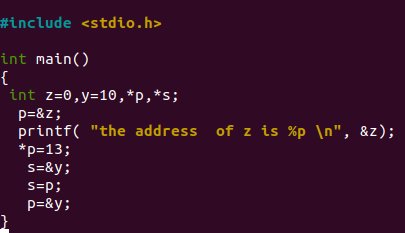 #include <stdio.h>
int main()
{
int z=0,y=10,*p,*s;
p=&z;
printf( "the address  of z is %p \n", &z);
*p=13;
s=&y;
s=p;
p=&y;
}